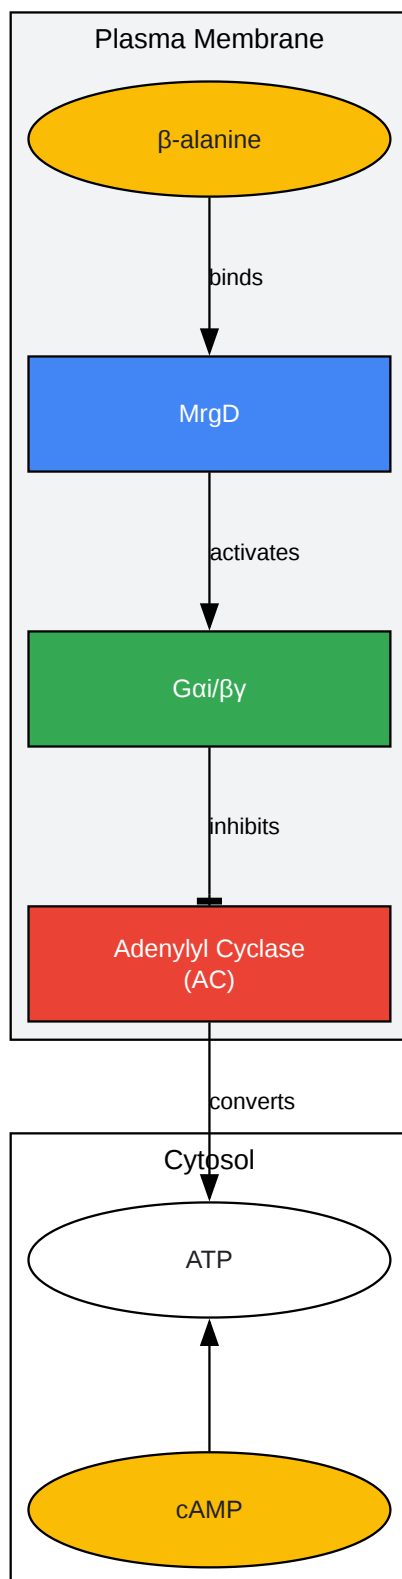 Plasma Membrane
β-alanine
binds
MrgD
activates
Gαi/βγ
inhibits
Adenylyl Cyclase
(AC)
converts
Cytosol
ATP
cAMP